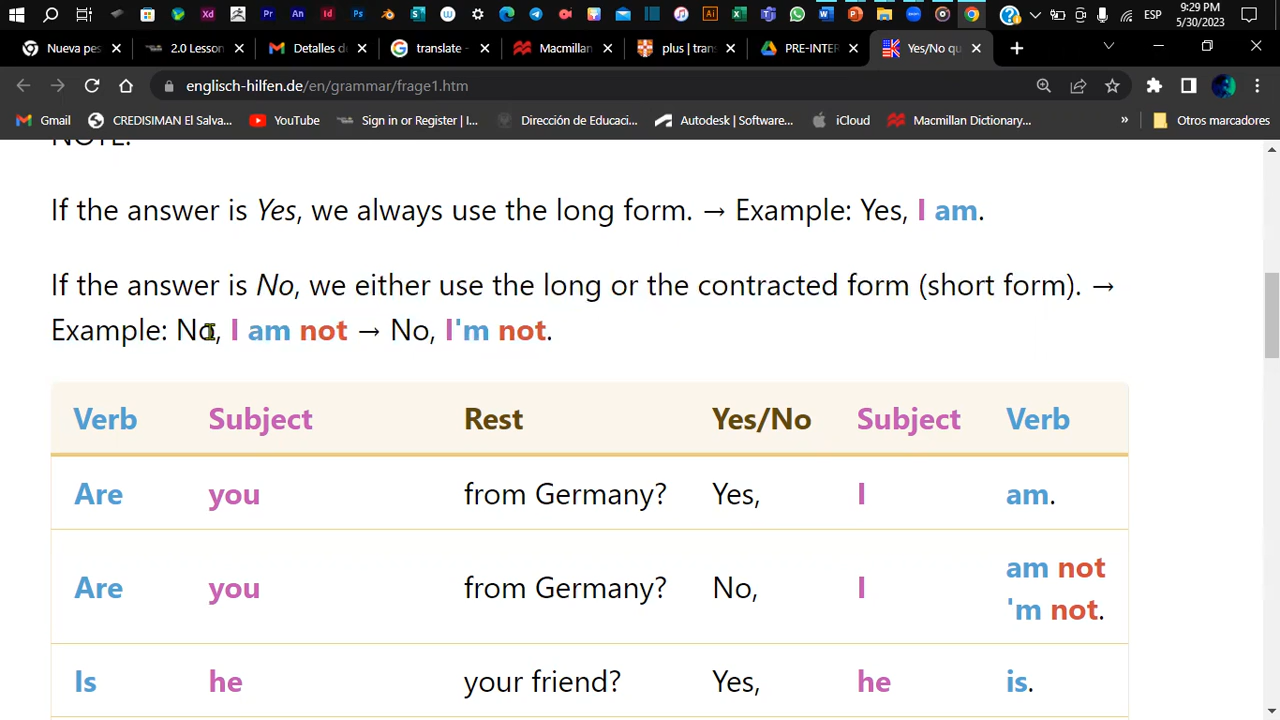 9:29 PM
ESP
5/30/2023
Nueva pes
2.0 Lesson
Detalles d
translate -
Macmillan
plus | tran
PRE-INTER
Yes/No qu
englisch-hilfen.de/en/grammar/frage1.htm
Gmail
CREDISIMAN El Salva...
YouTube
Sign in or Register | I...
Dirección de Educaci...
Autodesk | Software...
iCloud
Macmillan Dictionary...
»
Otros marcadores
NOTE:
If the answer is Yes, we always use the long form. → Example: Yes, I am.
If the answer is No, we either use the long or the contracted form (short form). →
Example: No, I am not → No, I'm not.
Verb Subject Rest Yes/No Subject Verb
Are you from Germany? Yes, I am.
Are you from Germany? No, I am not
'm not.
Is he your friend? Yes, he is.